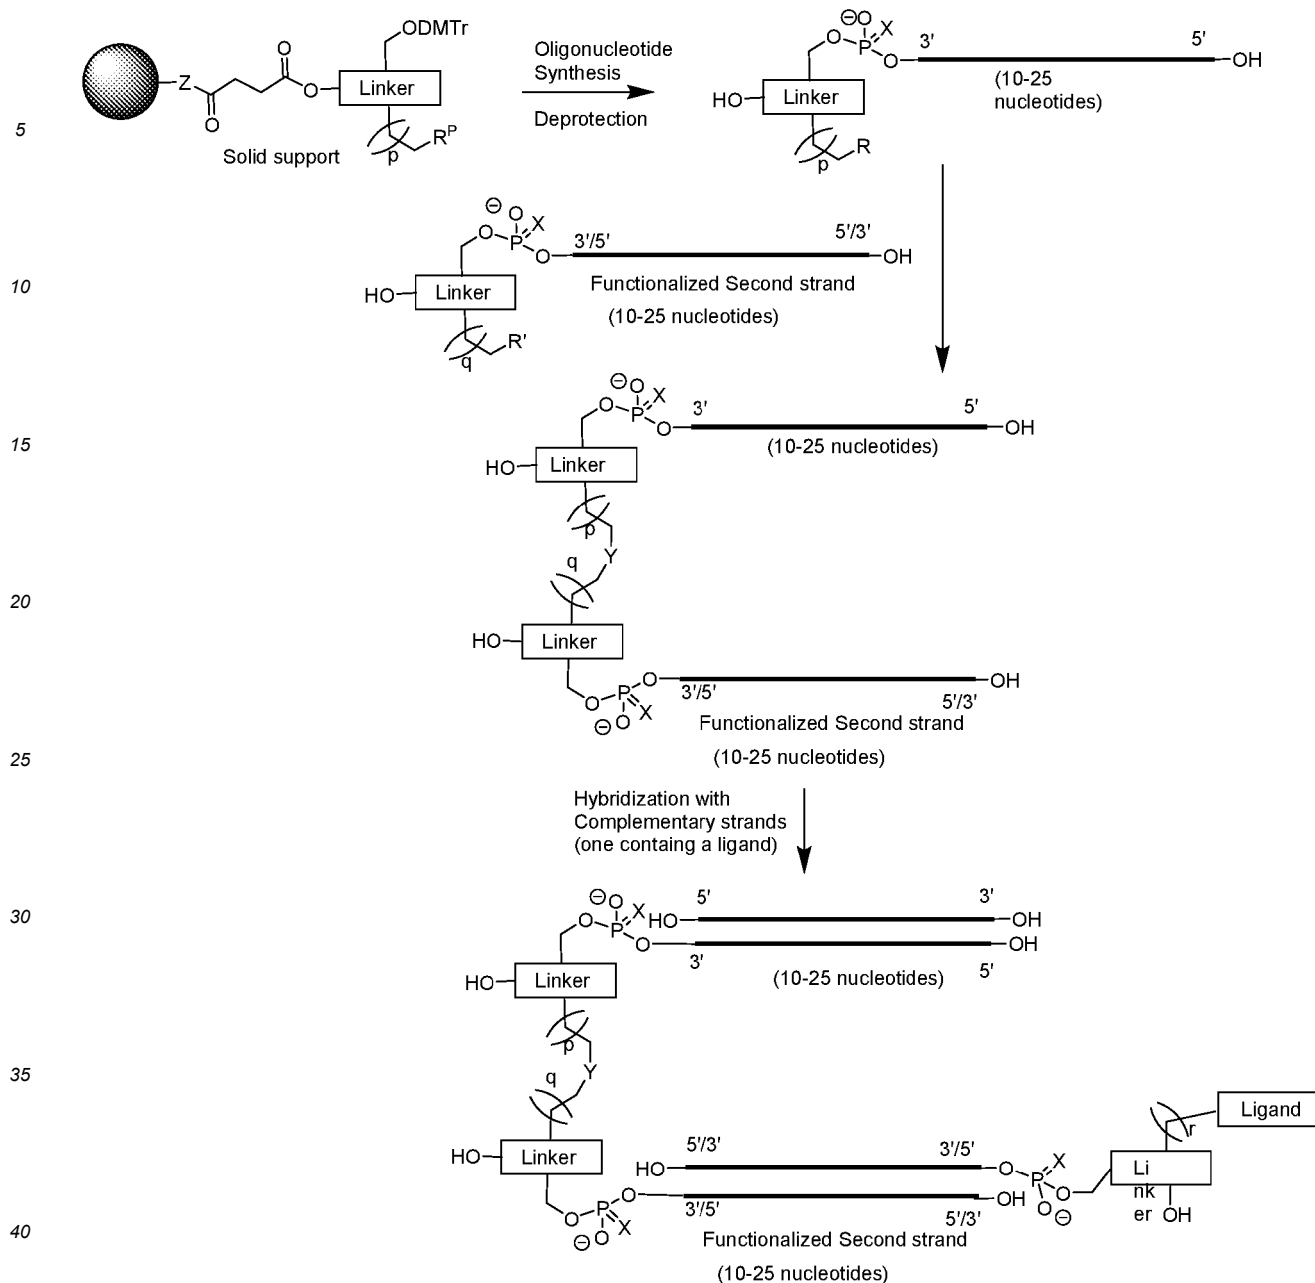 ODMTr
O
Z
O
O
Linker
R^P
p
Solid support
Oligonucleotide
Synthesis
Deprotection
⊖O
X
O
P
O
3'
5'
OH
(10-25
nucleotides)
HO
Linker
p
R
5
⊖
O
X
O
P
O
3'/5'
5'/3'
OH
10
HO
Linker
Functionalized Second strand
(10-25 nucleotides)
q
R'
⊖O
X
O
P
O
3'
5'
OH
15
(10-25 nucleotides)
HO
Linker
p
Y
q
20
HO
Linker
O
P
O
X
⊖O
3'/5'
5'/3'
OH
Functionalized Second strand
(10-25 nucleotides)
25
Hybridization with
Complementary strands
(one containg a ligand)
30
⊖O
X
O
P
O
5'
3'
HO
OH
3'
5'
OH
(10-25 nucleotides)
HO
Linker
p
Y
35
q
HO
Linker
5'/3'
3'/5'
HO
O
P
X
O
O⊖
r
Ligand
Li
nk
er
OH
O
P
O
X
O
⊖
3'/5'
5'/3'
OH
40
Functionalized Second strand
(10-25 nucleotides)